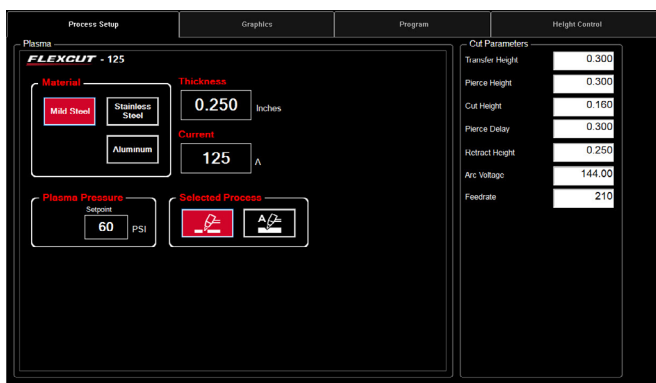 Process Setup
Graphics
Program
Height Control
Plasma
FLEXCUT - 125
Material
Mild Steel
Stainless
Steel
Aluminum
Thickness
0.250 Inches
Current
125 A
Plasma Pressure
Setpoint
60 PSI
Selected Process
A
Cut Parameters
Transfer Height 0.300
Pierce Height 0.300
Cut Height 0.160
Pierce Delay 0.300
Retract Height 0.250
Arc Voltage 144.00
Feedrate 210